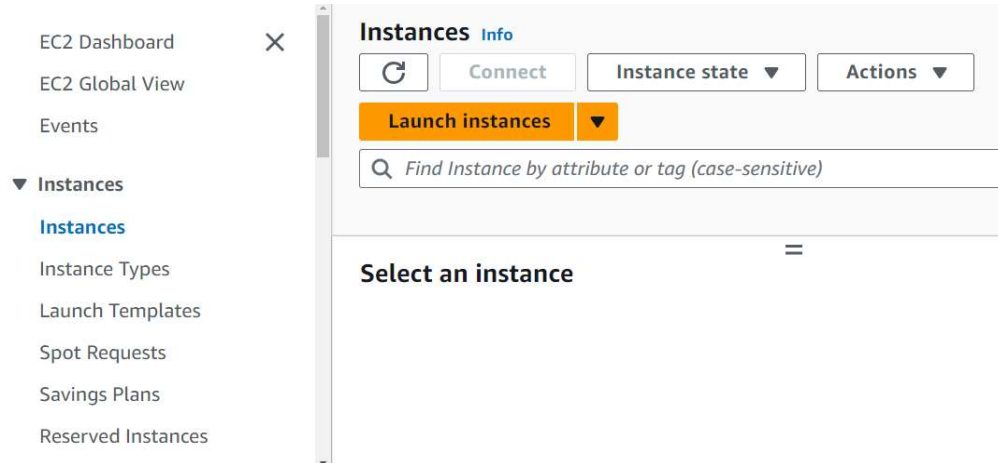 EC2 Dashboard
EC2 Global View
Events
Instances
Instances
Instance Types
Launch Templates
Spot Requests
Savings Plans
Reserved Instances
Instances Info
Connect Instance state Actions
Launch instances
Find Instance by attribute or tag (case-sensitive)
Select an instance